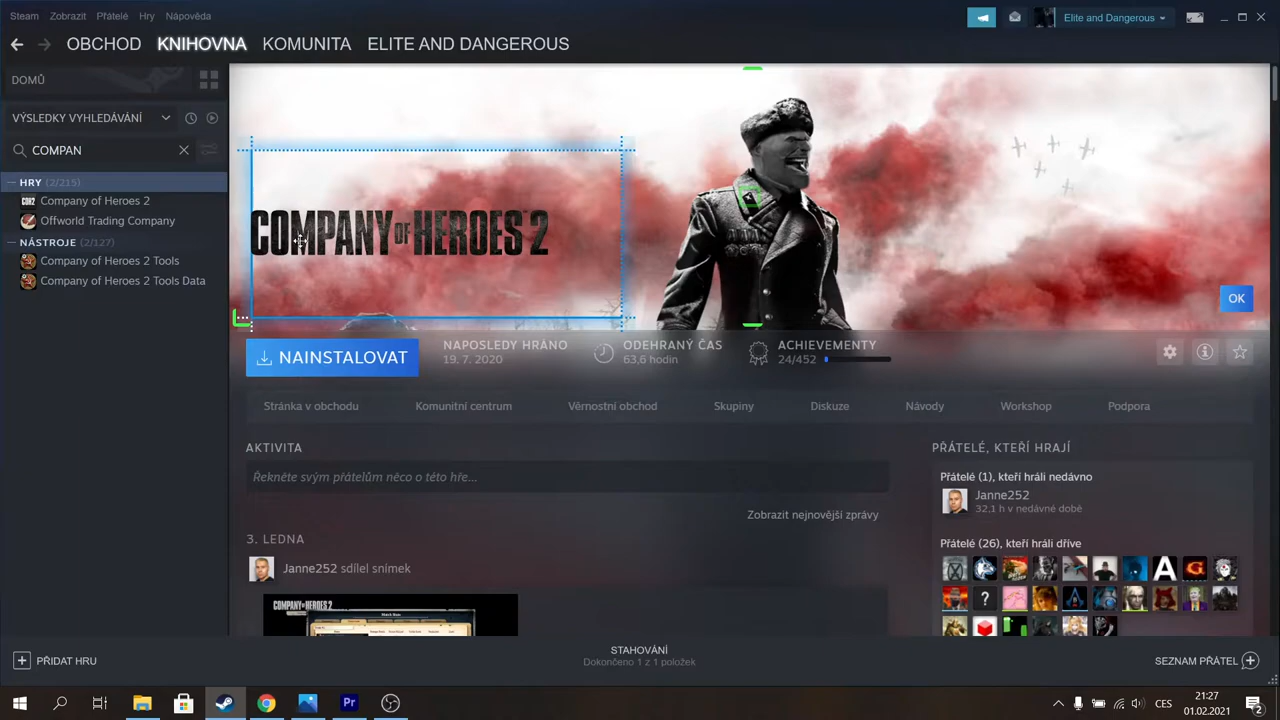 Steam Zobrazit Přátelé Hry Nápověda
Elite and Dangerous
OBCHOD KNIHOVNA KOMUNITA ELITE AND DANGEROUS
DOMŮ
VÝSLEDKY VYHLEDÁVÁNÍ
COMPAN
HRY (2/215)
Company of Heroes 2
Offworld Trading Company
NÁSTROJE (2/127)
Company of Heroes 2 Tools
Company of Heroes 2 Tools Data
COMPANY OF HEROES 2
OK
NAINSTALOVAT
NAPOSLEDY HRÁNO
19. 7. 2020
ODEHRANÝ ČAS
63,6 hodin
ACHIEVEMENTY
24/452
Stránka v obchodu Komunitní centrum Věrnostní obchod Skupiny Diskuze Návody Workshop Podpora
AKTIVITA
Řekněte svým přátelům něco o této hře...
Zobrazit nejnovější zprávy
3. LEDNA
Janne252 sdílel snímek
COMPANY OF HEROES 2
PŘÁTELÉ, KTEŘÍ HRAJÍ
Přátelé (1), kteří hráli nedávno
Janne252
32,1 h v nedávné době
Přátelé (26), kteří hráli dříve
PŘIDAT HRU
STAHOVÁNÍ
Dokončeno 1 z 1 položek
SEZNAM PŘÁTEL
Pr
CES
21:27
01.02.2021
2